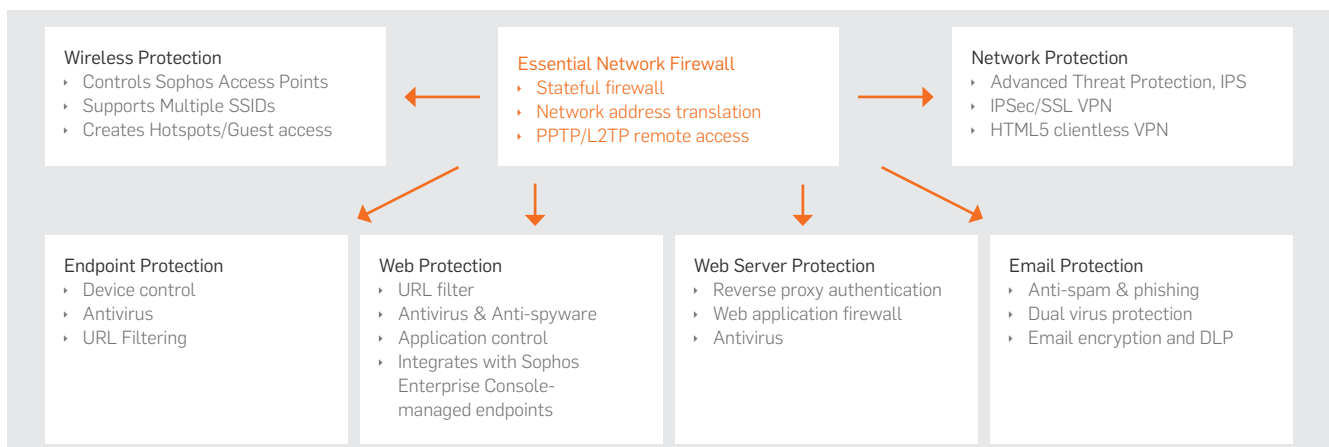 Wireless Protection
‣ Controls Sophos Access Points
‣ Supports Multiple SSIDs
‣ Creates Hotspots/Guest access
Essential Network Firewall
‣ Stateful firewall
‣ Network address translation
‣ PPTP/L2TP remote access
Network Protection
‣ Advanced Threat Protection, IPS
‣ IPSec/SSL VPN
‣ HTML5 clientless VPN
Endpoint Protection
‣ Device control
‣ Antivirus
‣ URL Filtering
Web Protection
‣ URL filter
‣ Antivirus & Anti-spyware
‣ Application control
‣ Integrates with Sophos
Enterprise Console-
managed endpoints
Web Server Protection
‣ Reverse proxy authentication
‣ Web application firewall
‣ Antivirus
Email Protection
‣ Anti-spam & phishing
‣ Dual virus protection
‣ Email encryption and DLP